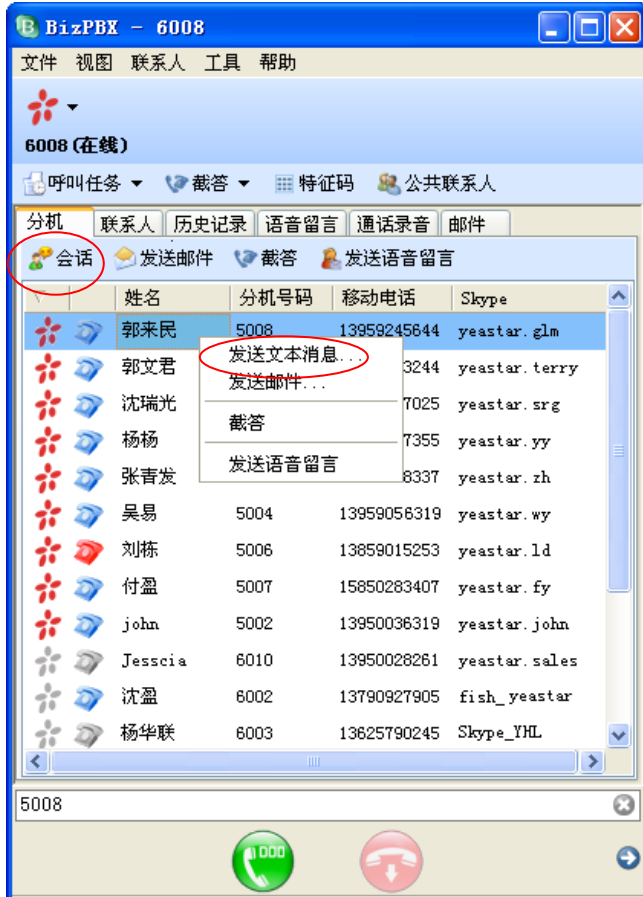 BizPBX - 6008
文件 视图 联系人 工具 帮助
6008 (在线)
呼叫任务 截答 特征码 公共联系人
分机 联系人 历史记录 语音留言 通话录音 邮件
会话 发送邮件 截答 发送语音留言
姓名 分机号码 移动电话 Skype
郭来民 5008 13959245644 yeastar.glm
发送文本消息...
郭文君 3244 yeastar.terry
发送邮件...
沈瑞光 7025 yeastar.srg
截答
杨杨 7355 yeastar.yy
发送语音留言
张青发 8337 yeastar.zh
吴易 5004 13959056319 yeastar.wy
刘栋 5006 13859015253 yeastar.ld
付盈 5007 15850283407 yeastar.fy
john 5002 13950036319 yeastar.john
Jesscia 6010 13950028261 yeastar.sales
沈盈 6002 13790927905 fish_yeastar
杨华联 6003 13625790245 Skype_YHL
5008